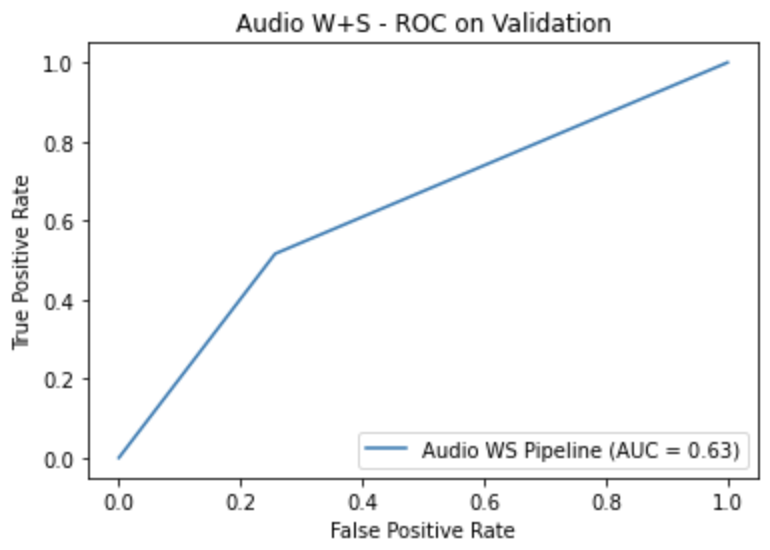 Audio W+S - ROC on Validation
1.0
0.8
0.6
0.4
0.2
0.0
True Positive Rate
Audio WS Pipeline (AUC = 0.63)
0.0 0.2 0.4 0.6 0.8 1.0
False Positive Rate